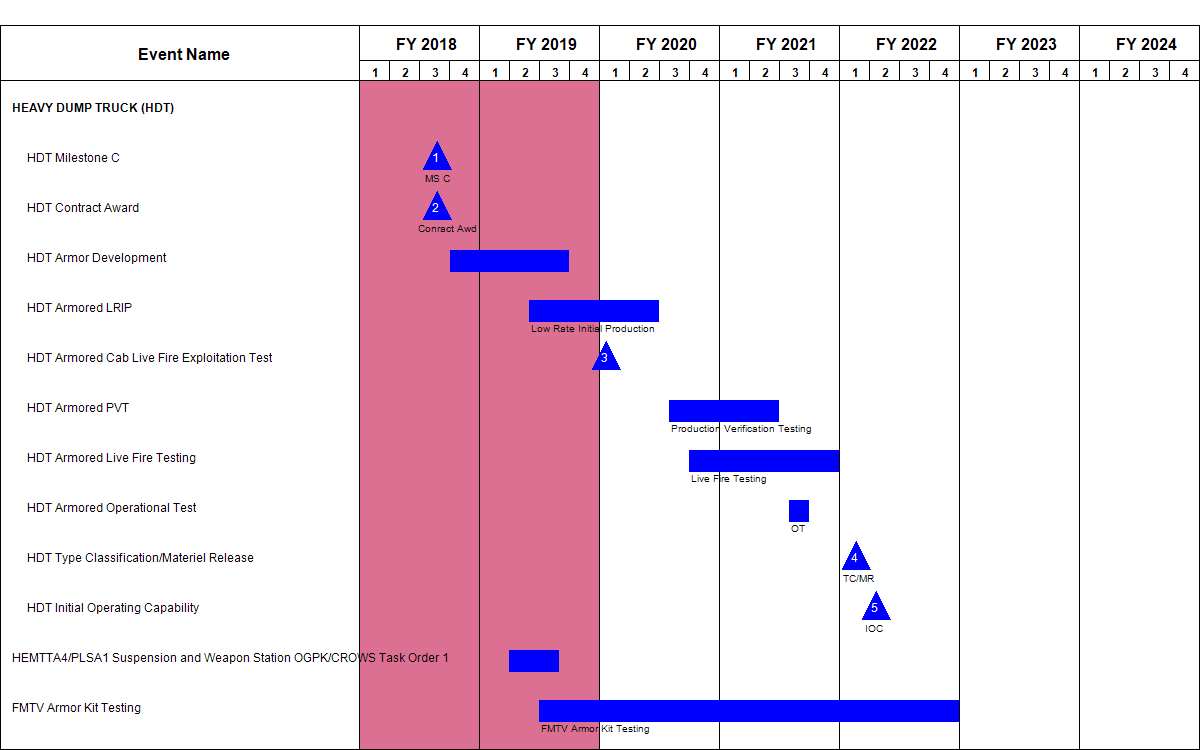 Event Name
FY 2018 FY 2019 FY 2020 FY 2021 FY 2022 FY 2023 FY 2024
1 2 3 4 1 2 3 4 1 2 3 4 1 2 3 4 1 2 3 4 1 2 3 4 1 2 3 4
HEAVY DUMP TRUCK (HDT)
HDT Milestone C
1
MS C
HDT Contract Award
2
Conract Awd
HDT Armor Development
HDT Armored LRIP
Low Rate Initial Production
HDT Armored Cab Live Fire Exploitation Test
3
HDT Armored PVT
Production Verification Testing
HDT Armored Live Fire Testing
Live Fire Testing
HDT Armored Operational Test
OT
HDT Type Classification/Materiel Release
4
TC/MR
HDT Initial Operating Capability
5
IOC
HEMTTA4/PLSA1 Suspension and Weapon Station OGPK/CROWS Task Order 1
FMTV Armor Kit Testing
FMTV Armor Kit Testing